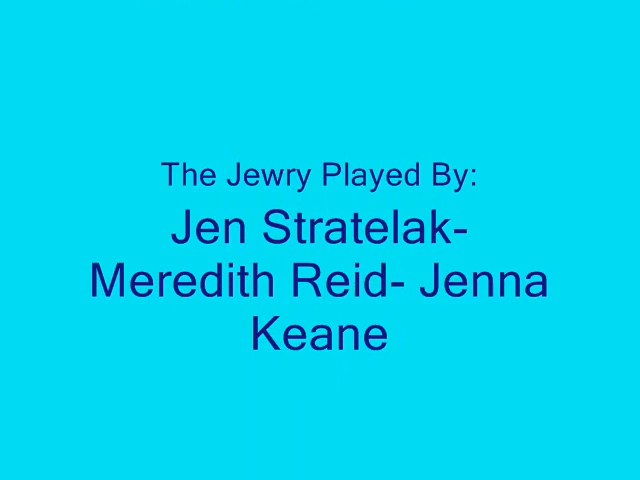 The Jewry Played By:
Jen Stratelak-
Meredith Reid- Jenna
Keane